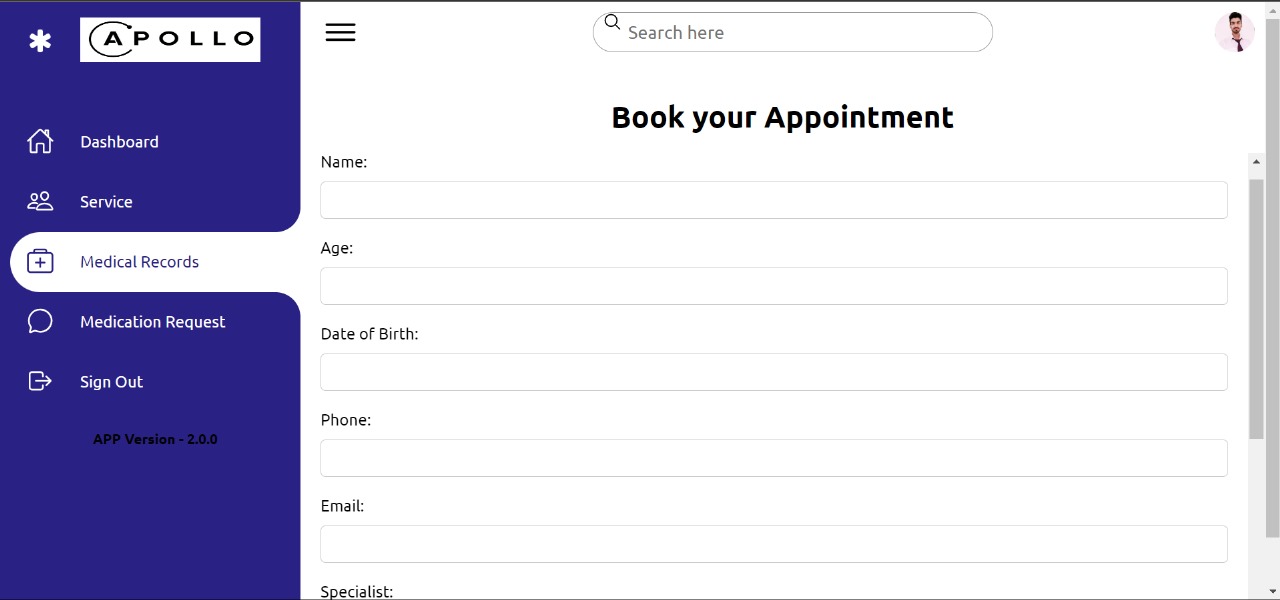 APOLLO
Search here
Dashboard
Service
Medical Records
Medication Request
Sign Out
APP Version - 2.0.0
Book your Appointment
Name:
Age:
Date of Birth:
Phone:
Email:
Specialist: